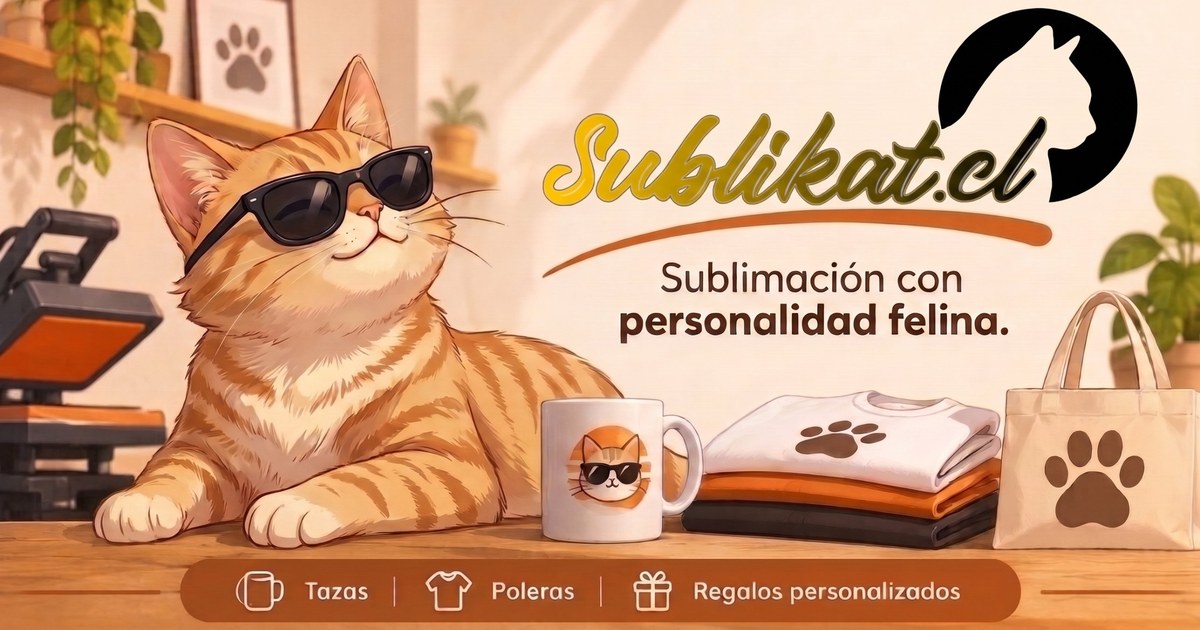 Sublikat.cl
Sublimación con
personalidad felina.
Tazas
Poleras
Regalos personalizados